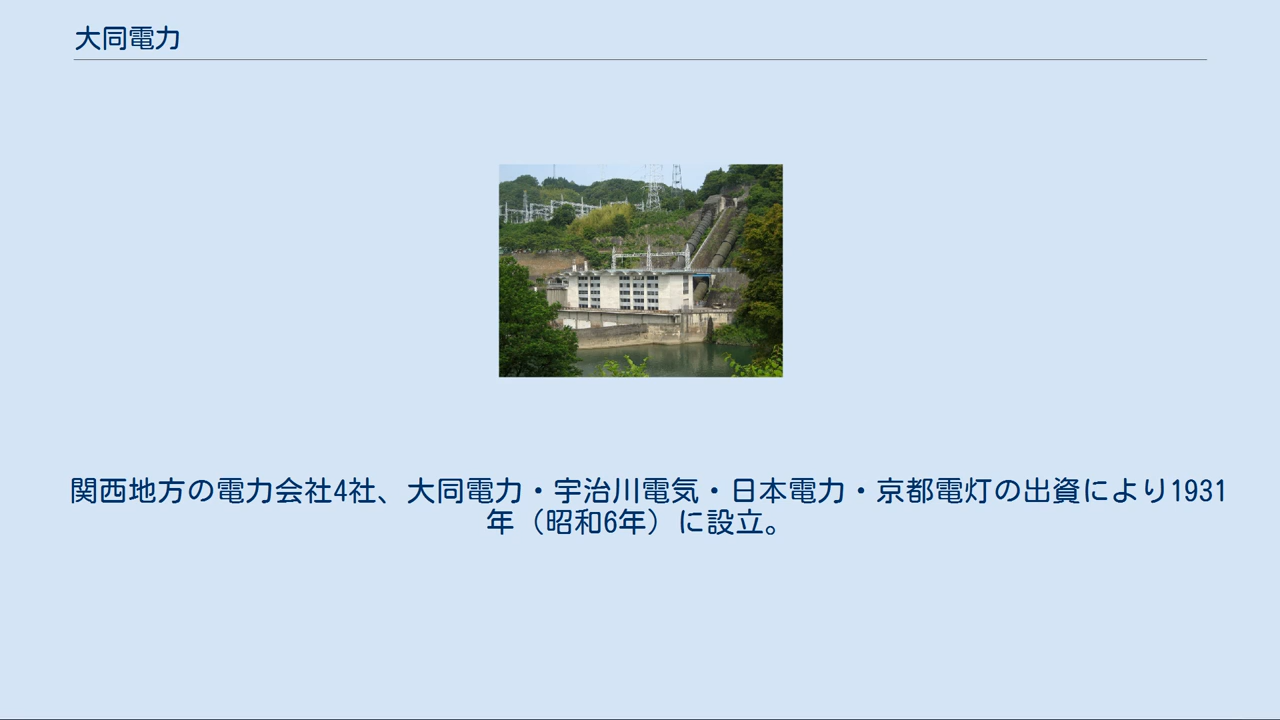 大同電力
関西地方の電力会社4社、大同電力・宇治川電気・日本電力・京都電灯の出資により1931
年（昭和6年）に設立。